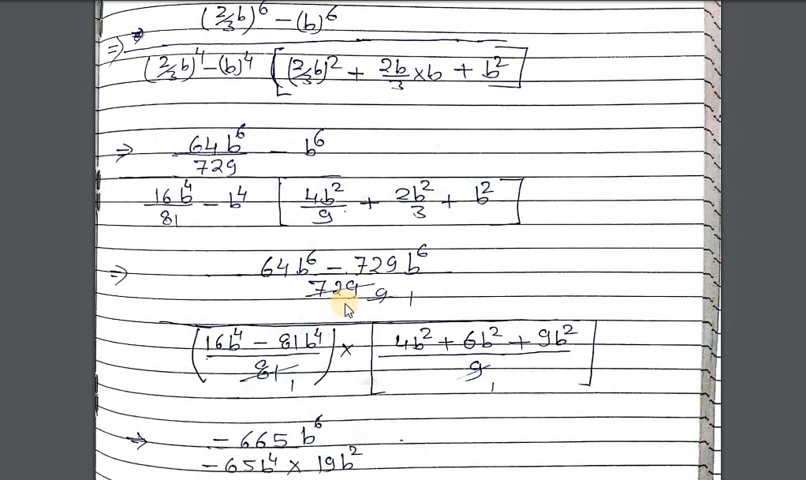 (2/3 b)^6 - (b)^6
⇒ (2/3 b)^4 - (b)^4 [(2/3 b)^2 + 2b/3 × b + b^2]
⇒ 64b^6/729 - b^6
16b^4/81 - b^4 [4b^2/9 + 2b^2/3 + b^2]
⇒ 64b^6 - 729b^6
729 9 1
(16b^4 - 81b^4) × [4b^2 + 6b^2 + 9b^2]
81 1 9 1
⇒ -665b^6
-65b^4 × 19b^2